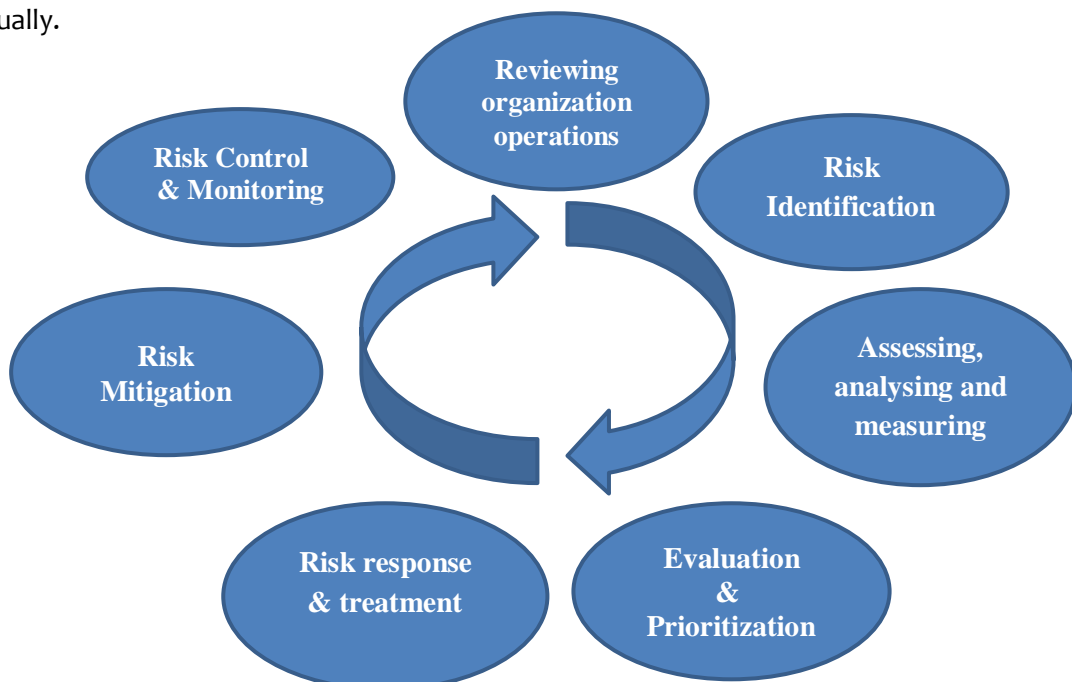 Reviewing
organization
operations
Risk
Identification
Assessing,
analysing and
measuring
Evaluation
&
Prioritization
Risk response
& treatment
Risk
Mitigation
Risk Control
& Monitoring